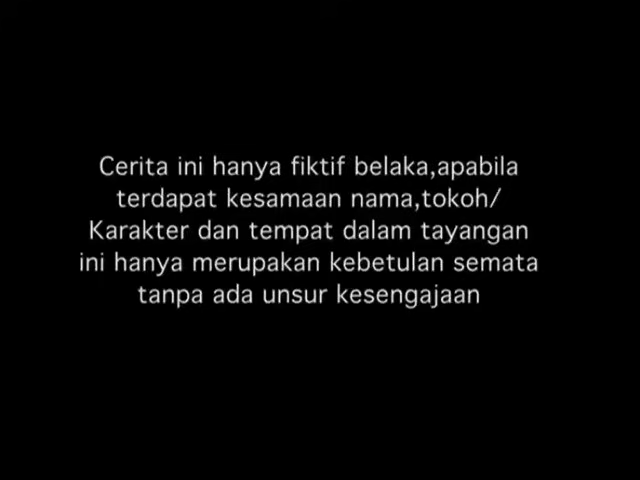 Cerita ini hanya fiktif belaka,apabila
terdapat kesamaan nama,tokoh/
Karakter dan tempat dalam tayangan
ini hanya merupakan kebetulan semata
tanpa ada unsur kesengajaan